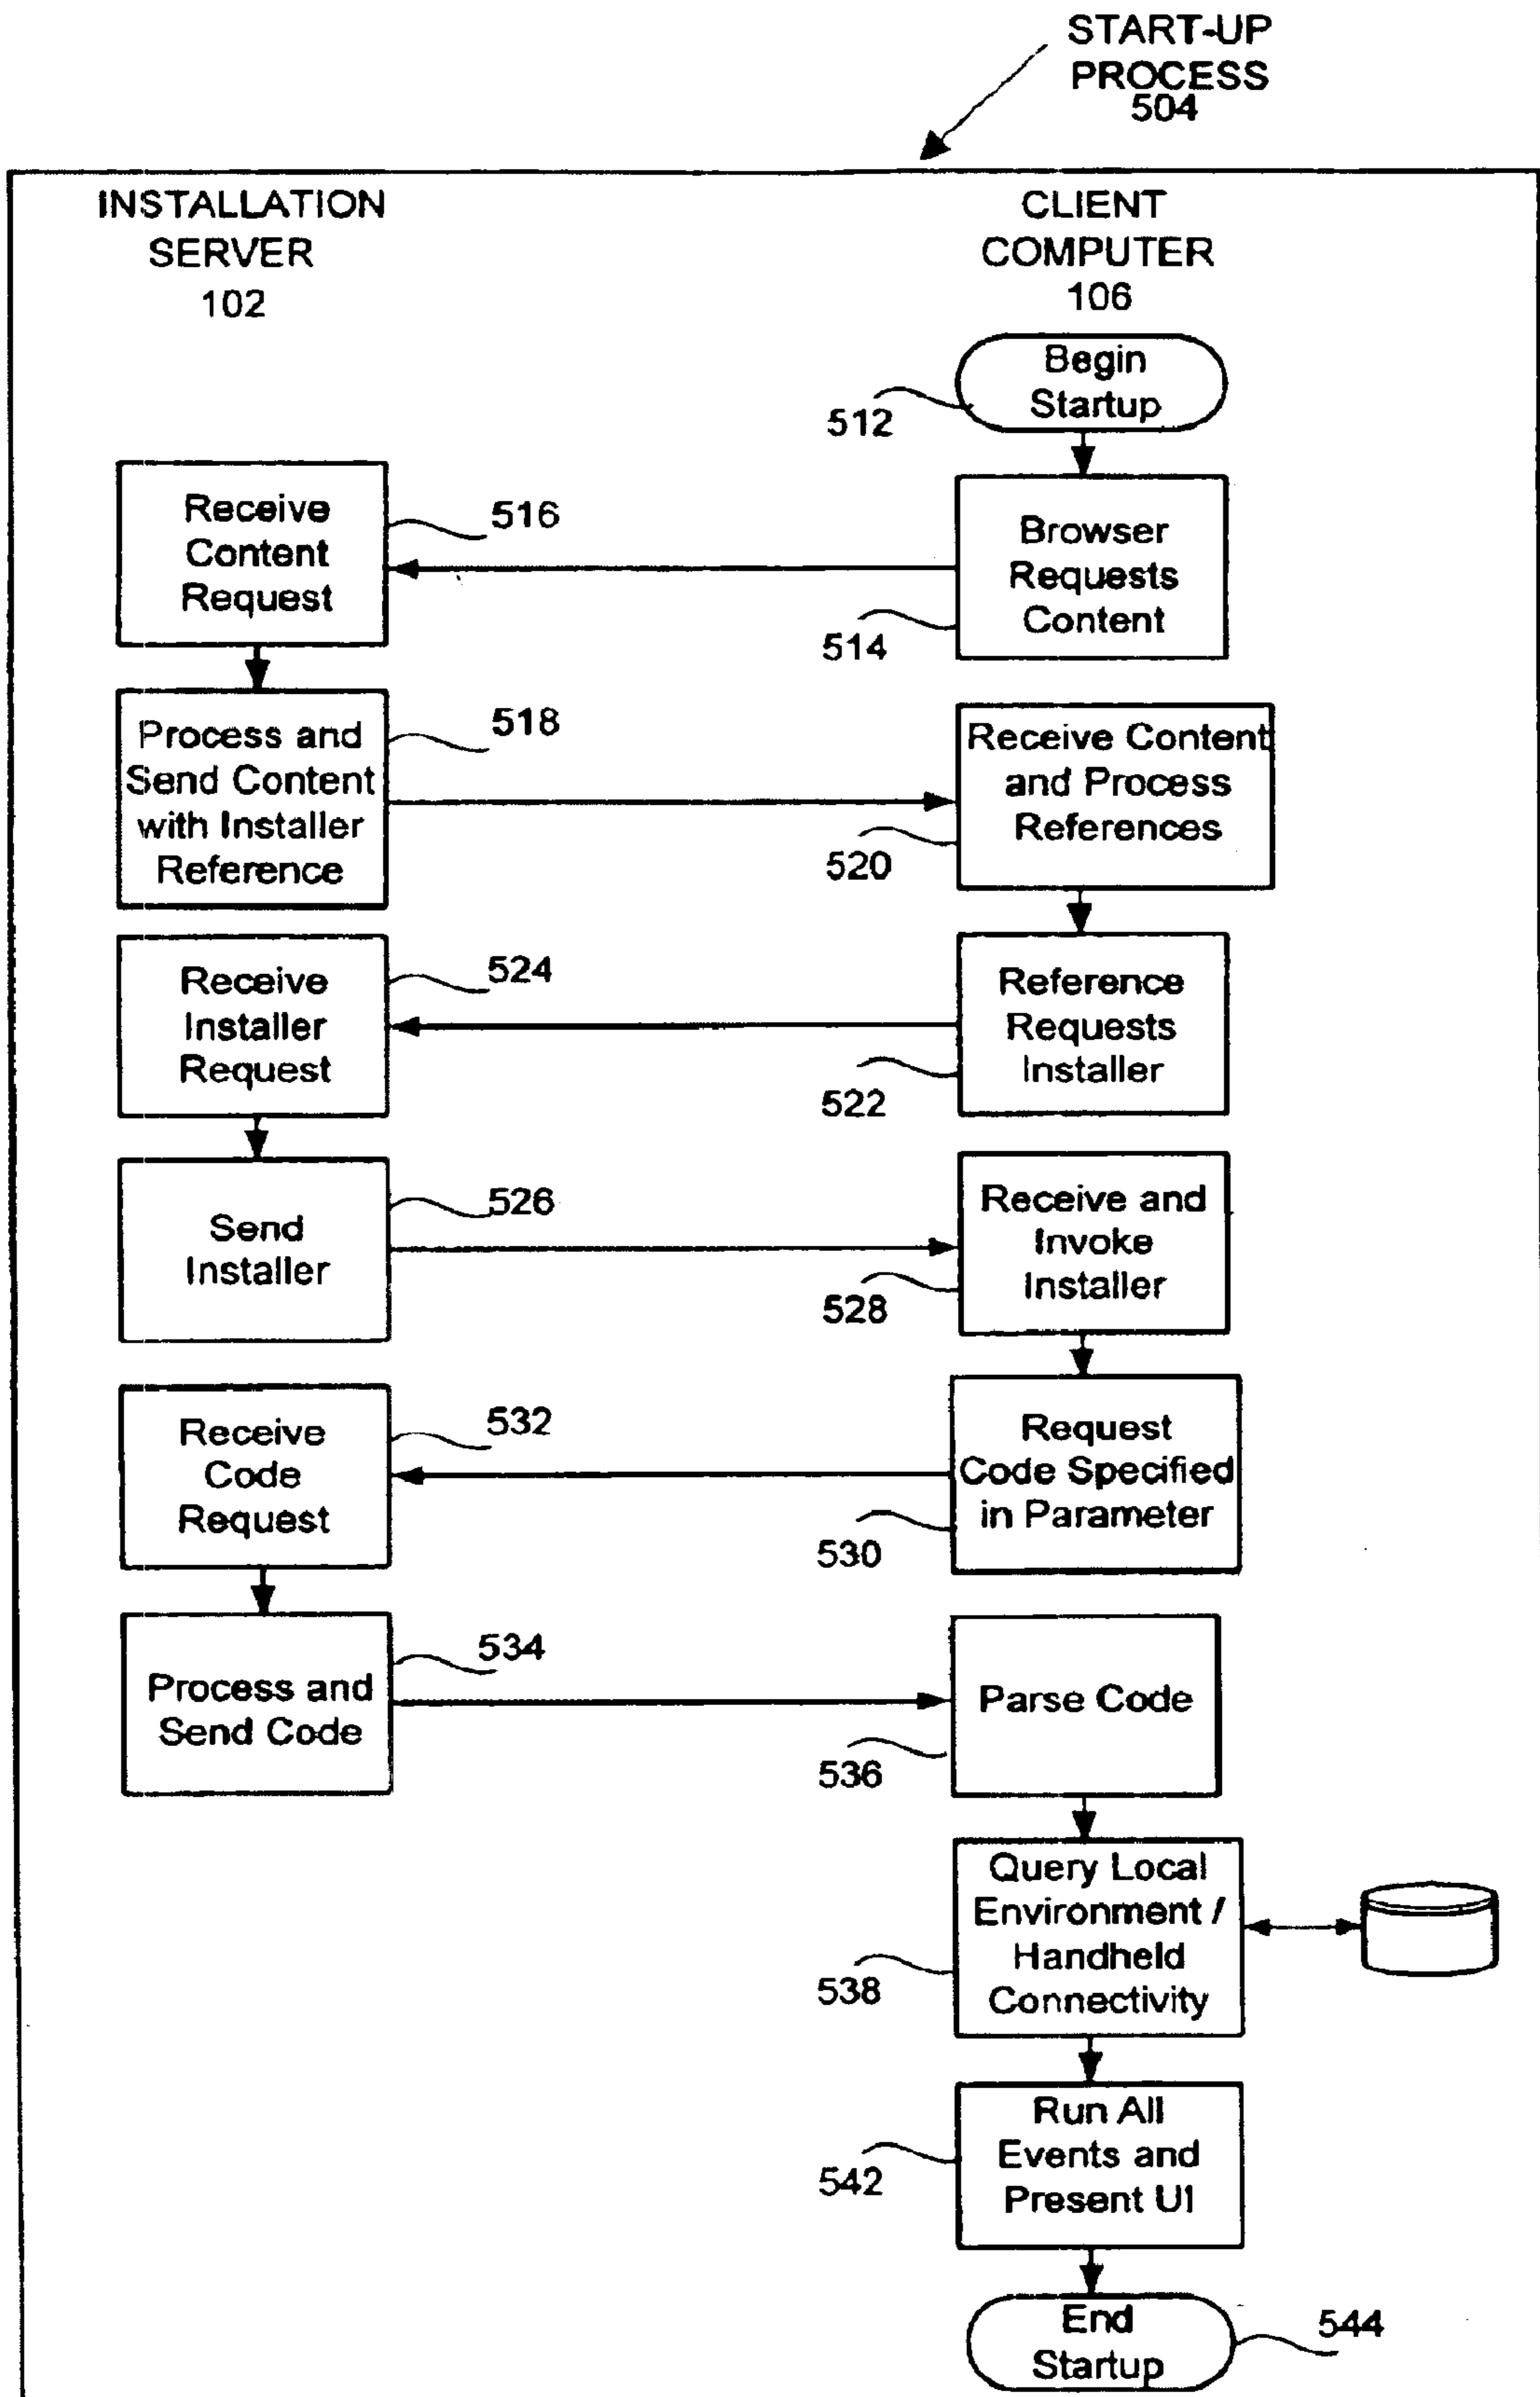 START-UP
PROCESS
504
INSTALLATION
SERVER
102
CLIENT
COMPUTER
106
Begin
Startup
512
Browser
Requests
Content
514
Receive
Content
Request
516
Process and
Send Content
with Installer
Reference
518
Receive Content
and Process
References
520
Reference
Requests
Installer
522
Receive
Installer
Request
524
Send
Installer
526
Receive and
Invoke
Installer
528
Request
Code Specified
in Parameter
530
Receive
Code
Request
532
Process and
Send Code
534
Parse Code
536
Query Local
Environment /
Handheld
Connectivity
538
Run All
Events and
Present UI
542
End
Startup
544